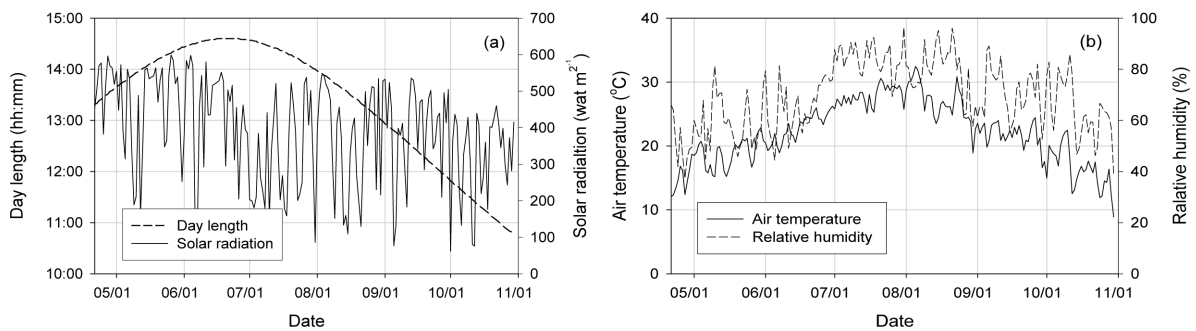 15:00
14:00
13:00
12:00
11:00
10:00
Day length (hh:mm)
(a)
Day length
Solar radiation
700
600
500
400
300
200
100
0
Solar radialtion (wat m²⁻¹)
05/01 06/01 07/01 08/01 09/01 10/01 11/01
Date
40
30
20
10
0
Air temperature (⁰C)
(b)
Air temperature
Relative humidity
100
80
60
40
20
0
Ralative humidity (%)
05/01 06/01 07/01 08/01 09/01 10/01 11/01
Date